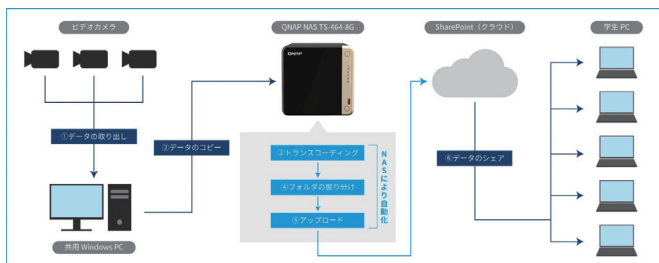 ビデオカメラ
QNAP NAS TS-464-8G
SharePoint（クラウド）
学生 PC
QNAP
①データの取り出し
②データのコピー
③トランスコーディング
④フォルダの振り分け
⑤アップロード
NASにより自動化
⑥データのシェア
共用 Windows PC